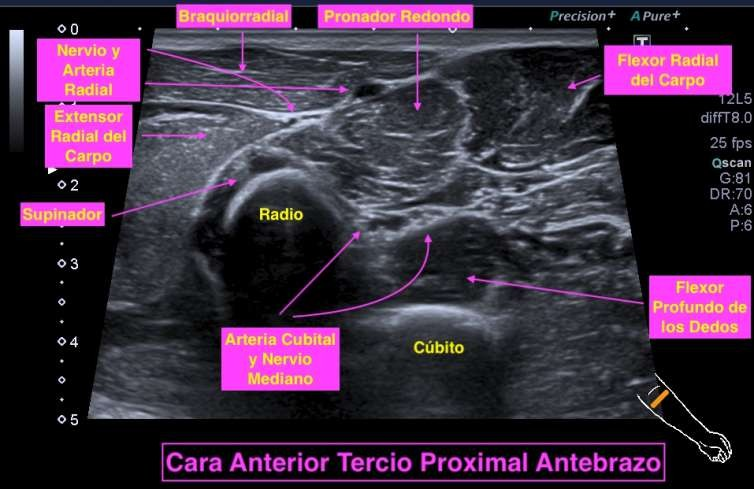 Braquiorradial
Pronador Redondo
Precision+ A Pure+
T
0
Nervio y
Arteria
Radial
Flexor Radial
del Carpo
12L5
diffT8.0
Extensor
Radial del
Carpo
25 fps
Qscan
G:81
DR:70
A:6
P:6
2
Supinador
Radio
3
Flexor
Profundo de
los Dedos
Arteria Cubital
y Nervio
Mediano
Cúbito
4
5
Cara Anterior Tercio Proximal Antebrazo